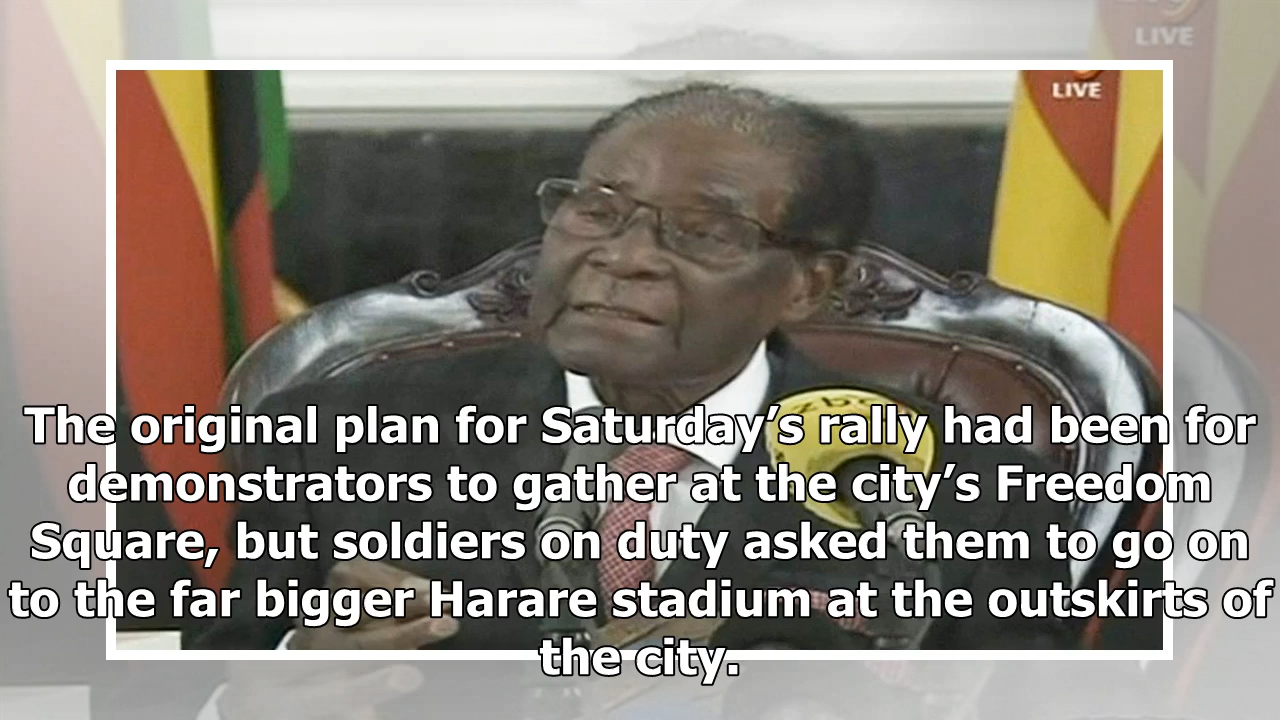 LIVE
LIVE
zbc
The original plan for Saturday’s rally had been for
demonstrators to gather at the city’s Freedom
Square, but soldiers on duty asked them to go on
to the far bigger Harare stadium at the outskirts of
the city.